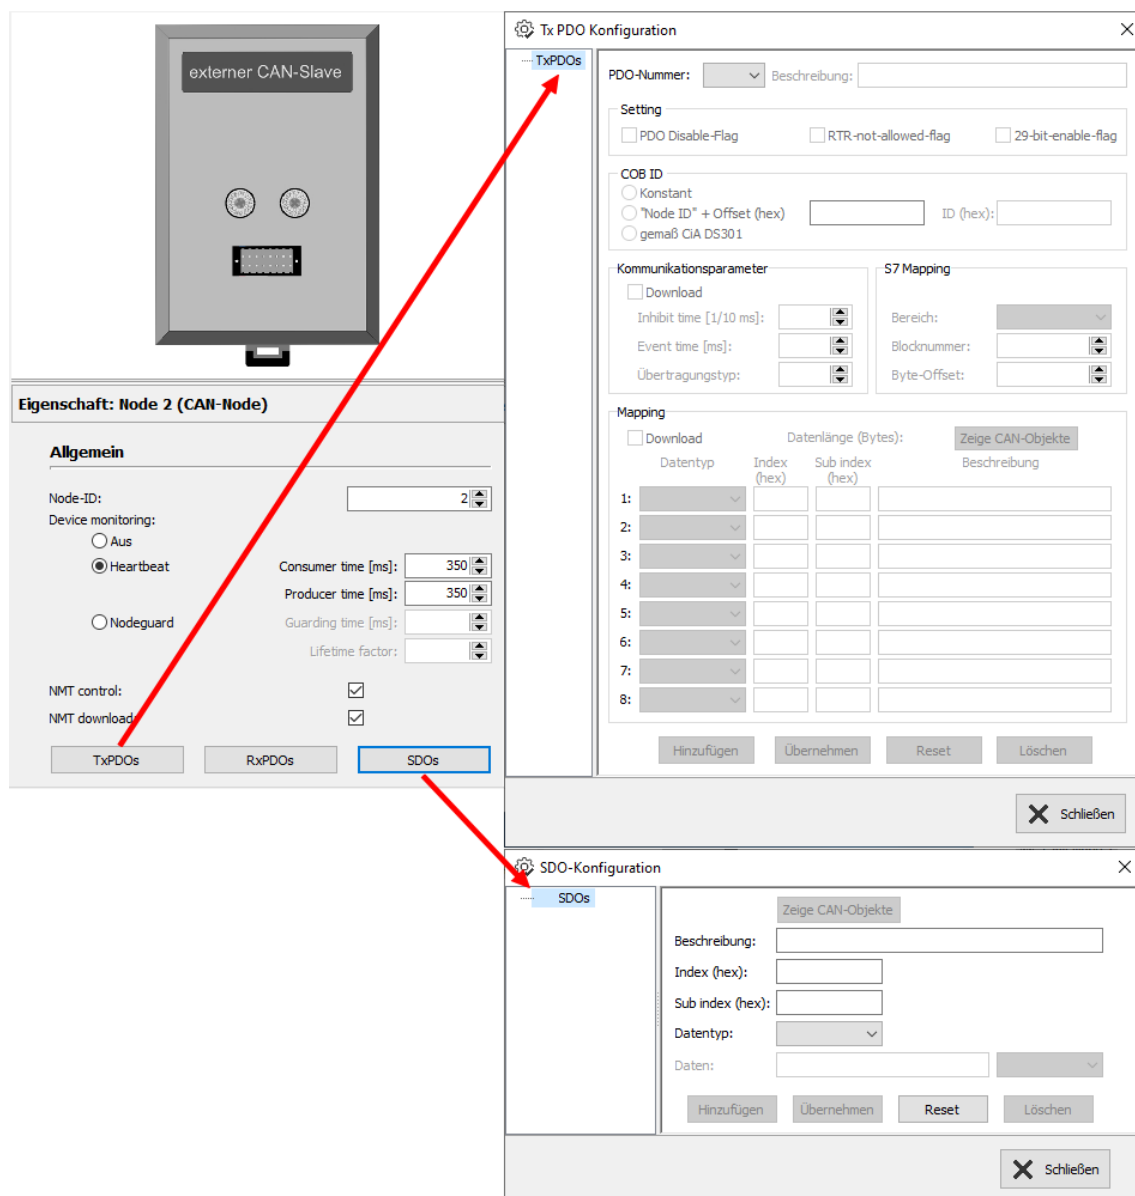 externer CAN-Slave
Eigenschaft: Node 2 (CAN-Node)
Allgemein
Node-ID: 2
Device monitoring:
Aus
Heartbeat Consumer time [ms]: 350
Producer time [ms]: 350
Nodeguard Guarding time [ms]:
Lifetime factor:
NMT control:
NMT download:
TxPDOs RxPDOs SDOs
Tx PDO Konfiguration
TxPDOs
PDO-Nummer: Beschreibung:
Setting
PDO Disable-Flag RTR-not-allowed-flag 29-bit-enable-flag
COB ID
Konstant
"Node ID" + Offset (hex) ID (hex):
gemaß CiA DS301
Kommunikationsparameter S7 Mapping
Download
Inhibit time [1/10 ms]: Bereich:
Event time [ms]: Blocknummer:
Übertragungstyp: Byte-Offset:
Mapping
Download Datenlänge (Bytes): Zeige CAN-Objekte
Datentyp Index Sub index Beschreibung
(hex) (hex)
1:
2:
3:
4:
5:
6:
7:
8:
Hinzufügen Übernehmen Reset Löschen
Schließen
SDO-Konfiguration
SDOs
Zeige CAN-Objekte
Beschreibung:
Index (hex):
Sub index (hex):
Datentyp:
Daten:
Hinzufügen Übernehmen Reset Löschen
Schließen